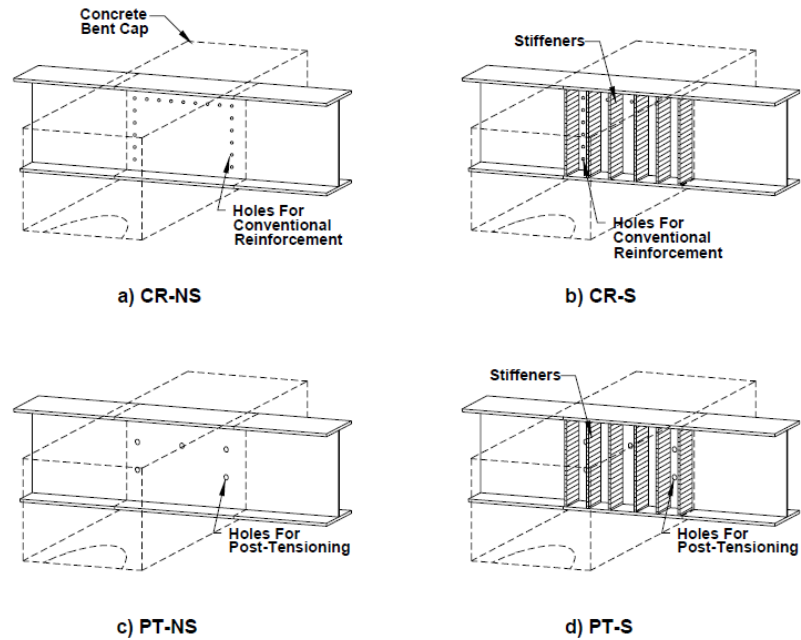 Concrete
Bent Cap
Holes For
Conventional
Reinforcement
a) CR-NS
Stiffeners
Holes For
Conventional
Reinforcement
b) CR-S
Holes For
Post-Tensioning
c) PT-NS
Stiffeners
Holes For
Post-Tensioning
d) PT-S